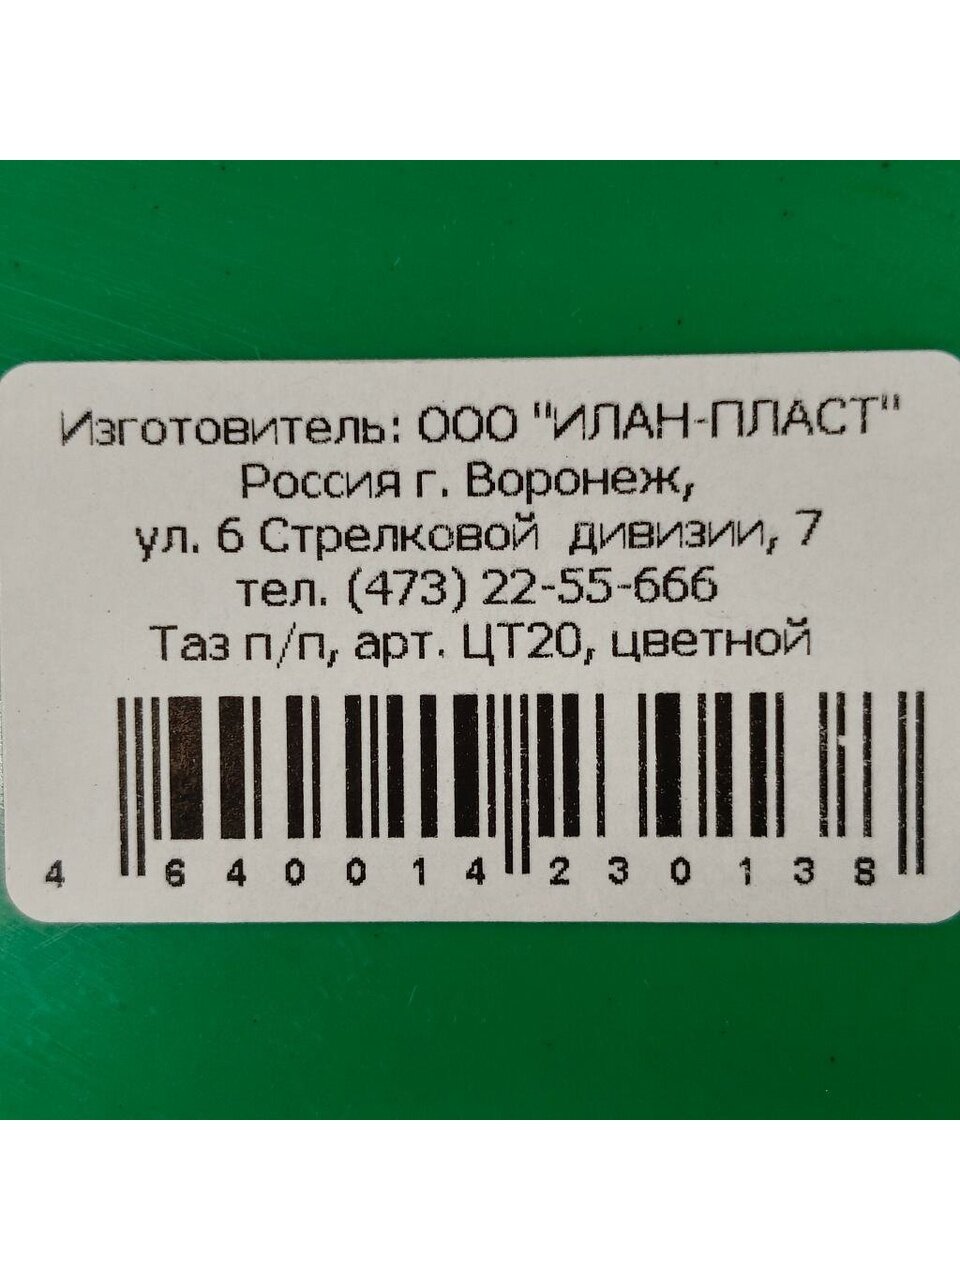 Изготовитель: ООО "ИЛАН-ПЛАСТ"
Россия г. Воронеж,
ул. 6 Стрелковой дивизии, 7
тел. (473) 22-55-666
Таз п/п, арт. ЦТ20, цветной
4 640014 230138